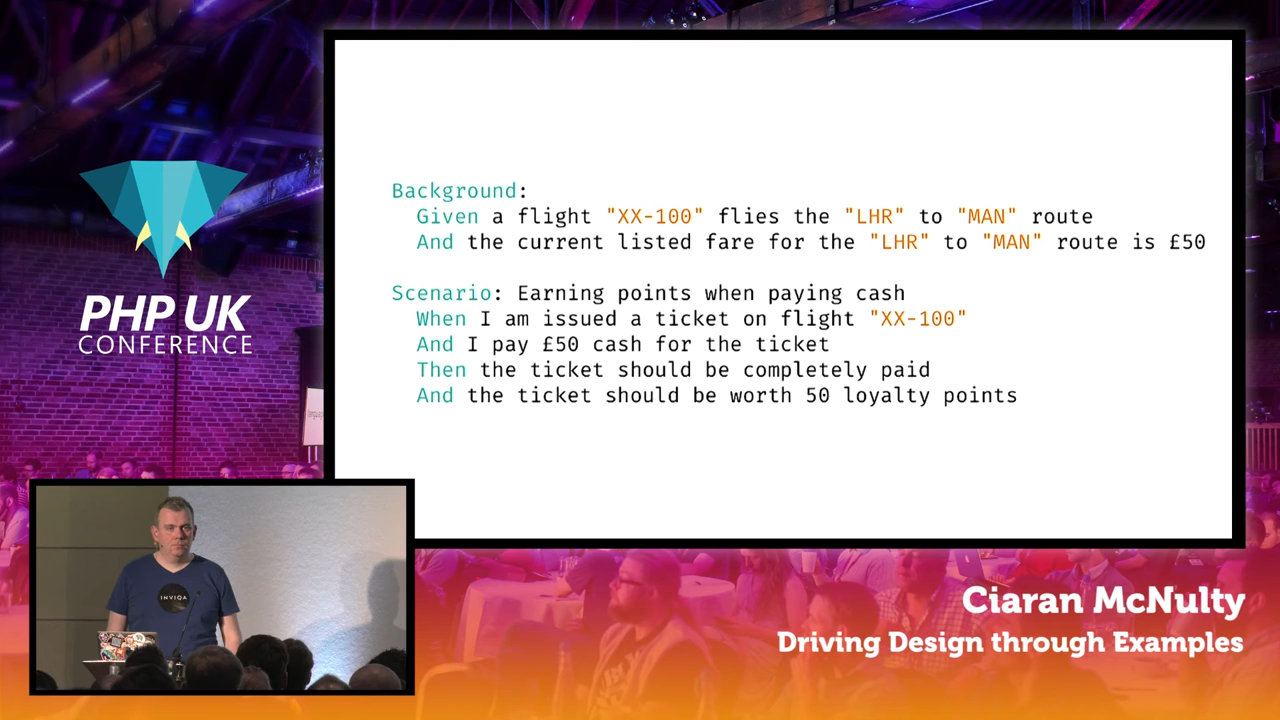 Background:
Given a flight "XX-100" flies the "LHR" to "MAN" route
And the current listed fare for the "LHR" to "MAN" route is £50
Scenario: Earning points when paying cash
When I am issued a ticket on flight "XX-100"
And I pay £50 cash for the ticket
Then the ticket should be completely paid
And the ticket should be worth 50 loyalty points
PHP UK
CONFERENCE
INVIQA
Ciaran McNulty
Driving Design through Examples